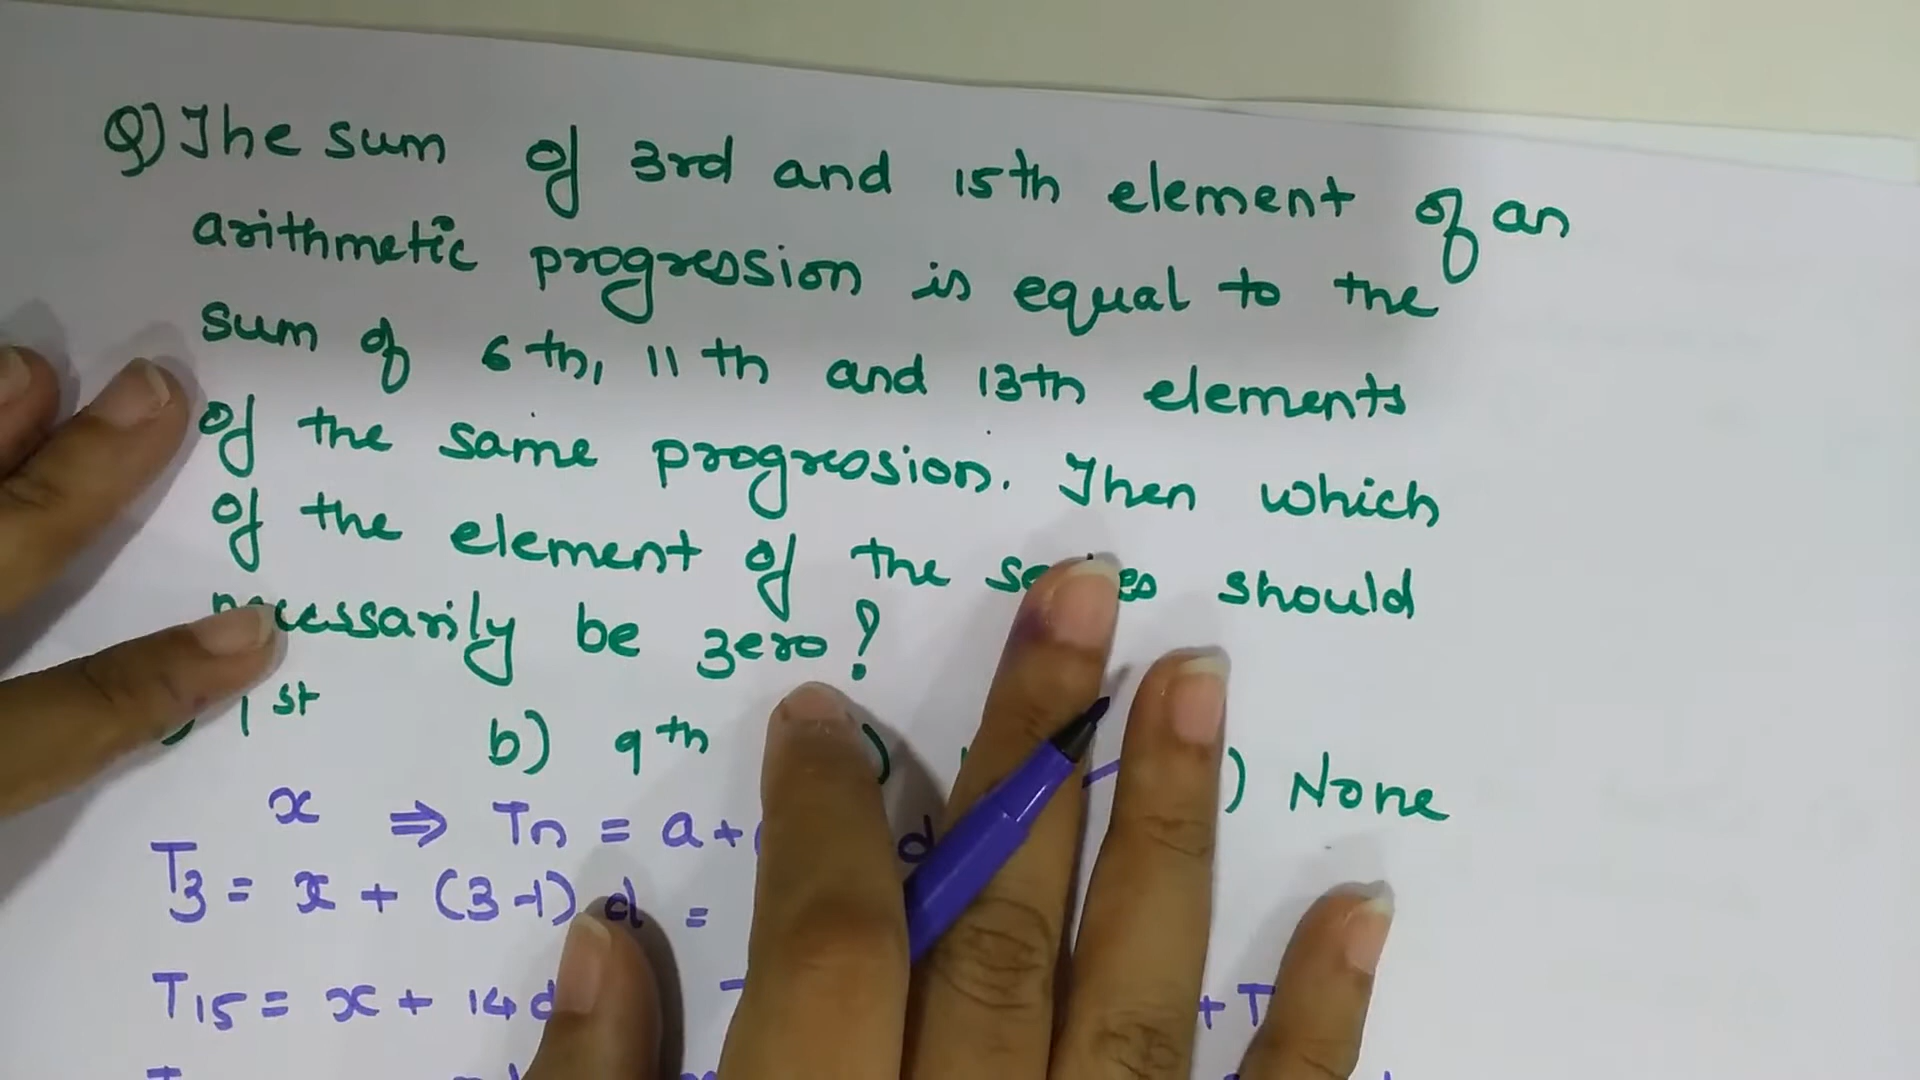 Q) The sum of 3rd and 15th element of an
arithmetic progression is equal to the
sum of 6th, 11th and 13th elements
of the same progression. Then which
of the element of the should
be zero?
1st b) 9th ) ) None
x ⇒ Tn = a+( d
T3 = x + (3-1) d =
T15 = x + 14d + T